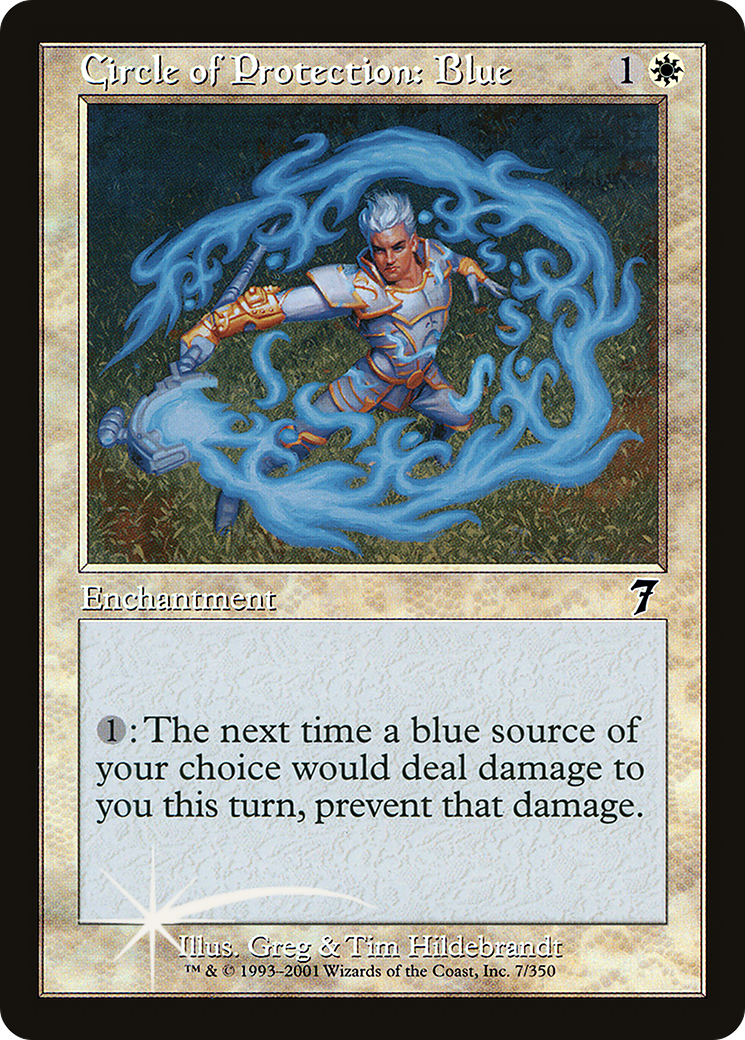 Circle of Protection: Blue 1
Enchantment 7
1: The next time a blue source of
your choice would deal damage to
you this turn, prevent that damage.
Illus. Greg & Tim Hildebrandt
™ & © 1993–2001 Wizards of the Coast, Inc. 7/350